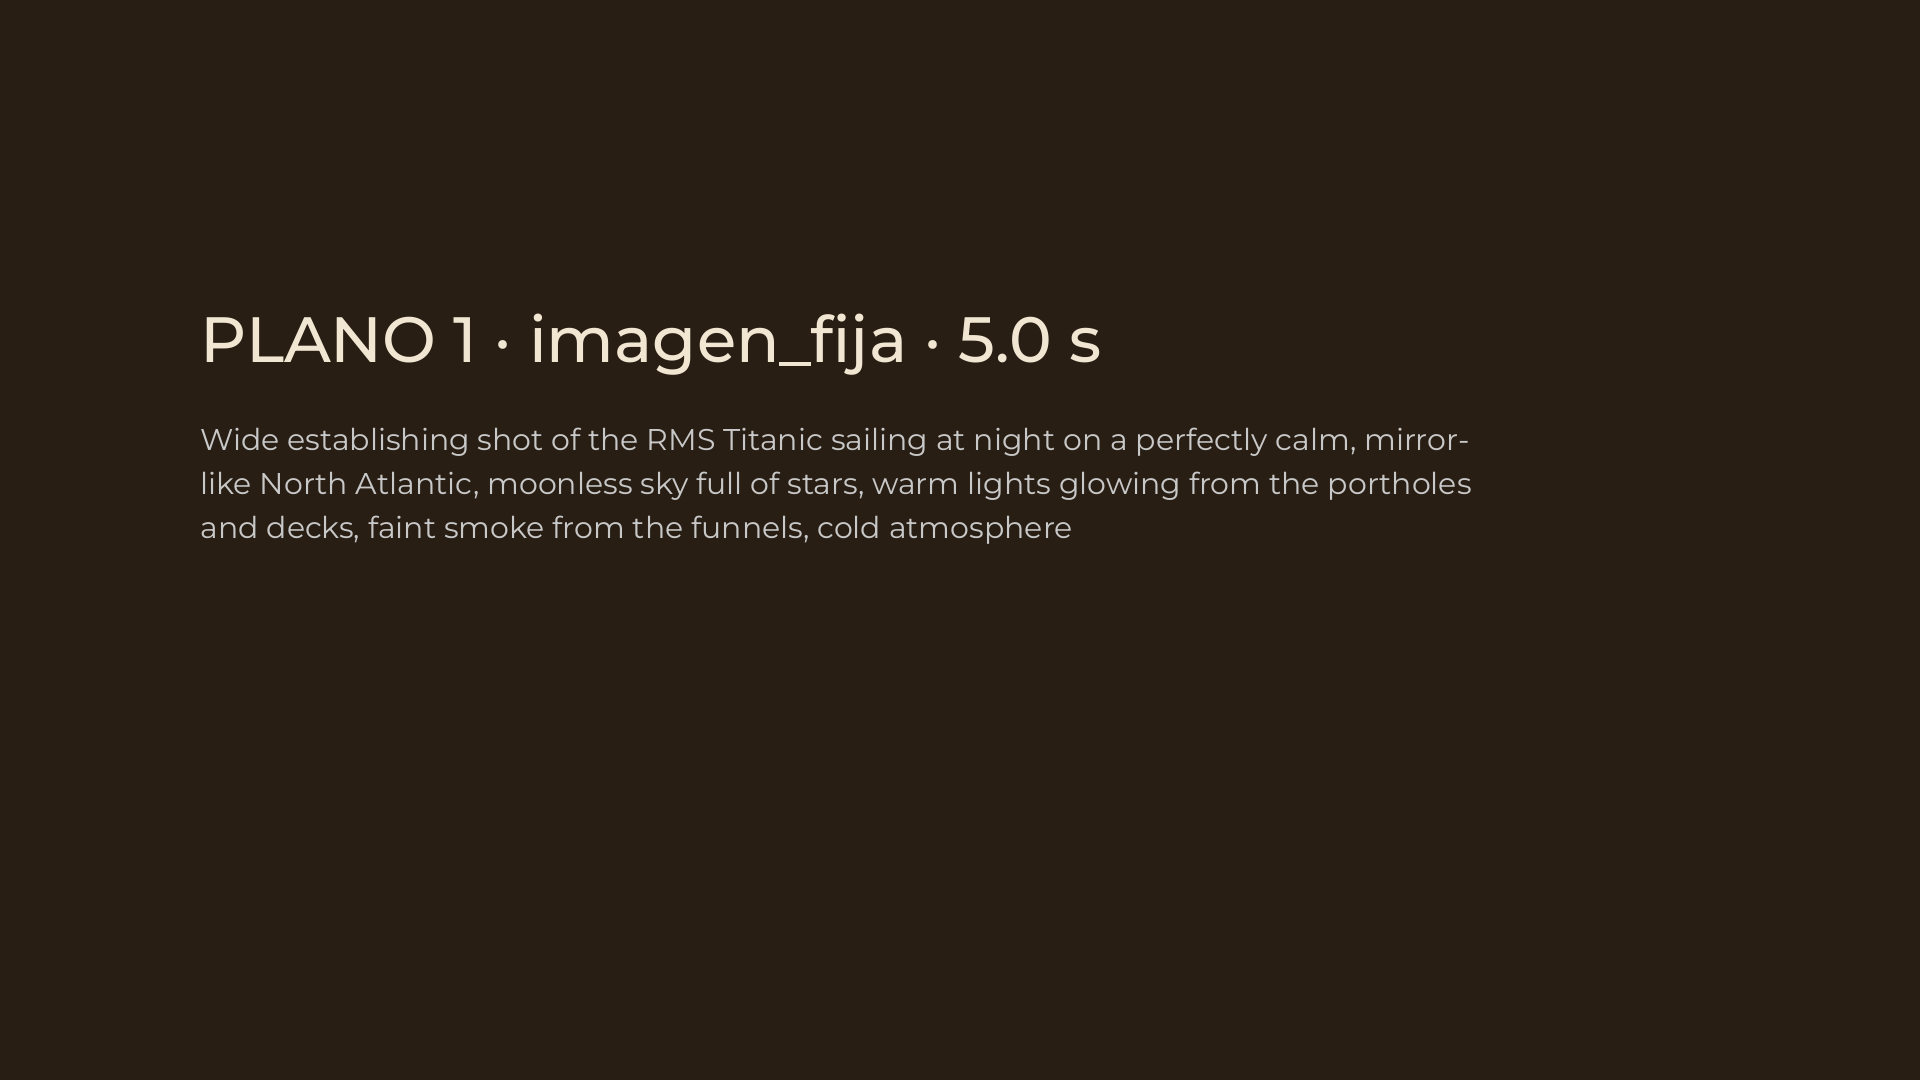 PLANO 1 · imagen_fija · 5.0 s
Wide establishing shot of the RMS Titanic sailing at night on a perfectly calm, mirror-
like North Atlantic, moonless sky full of stars, warm lights glowing from the portholes
and decks, faint smoke from the funnels, cold atmosphere